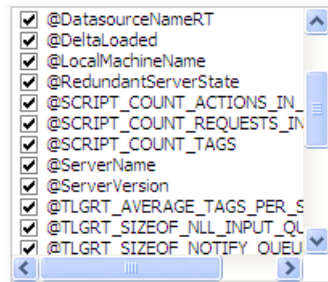 @DatasourceNameRT
@DeltaLoaded
@LocalMachineName
@RedundantServerState
@SCRIPT_COUNT_ACTIONS_IN_
@SCRIPT_COUNT_REQUESTS_IN
@SCRIPT_COUNT_TAGS
@ServerName
@ServerVersion
@TLGRT_AVERAGE_TAGS_PER_S
@TLGRT_SIZEOF_NLL_INPUT_QU
@TLGRT_SIZEOF_NOTIFY_QUEU